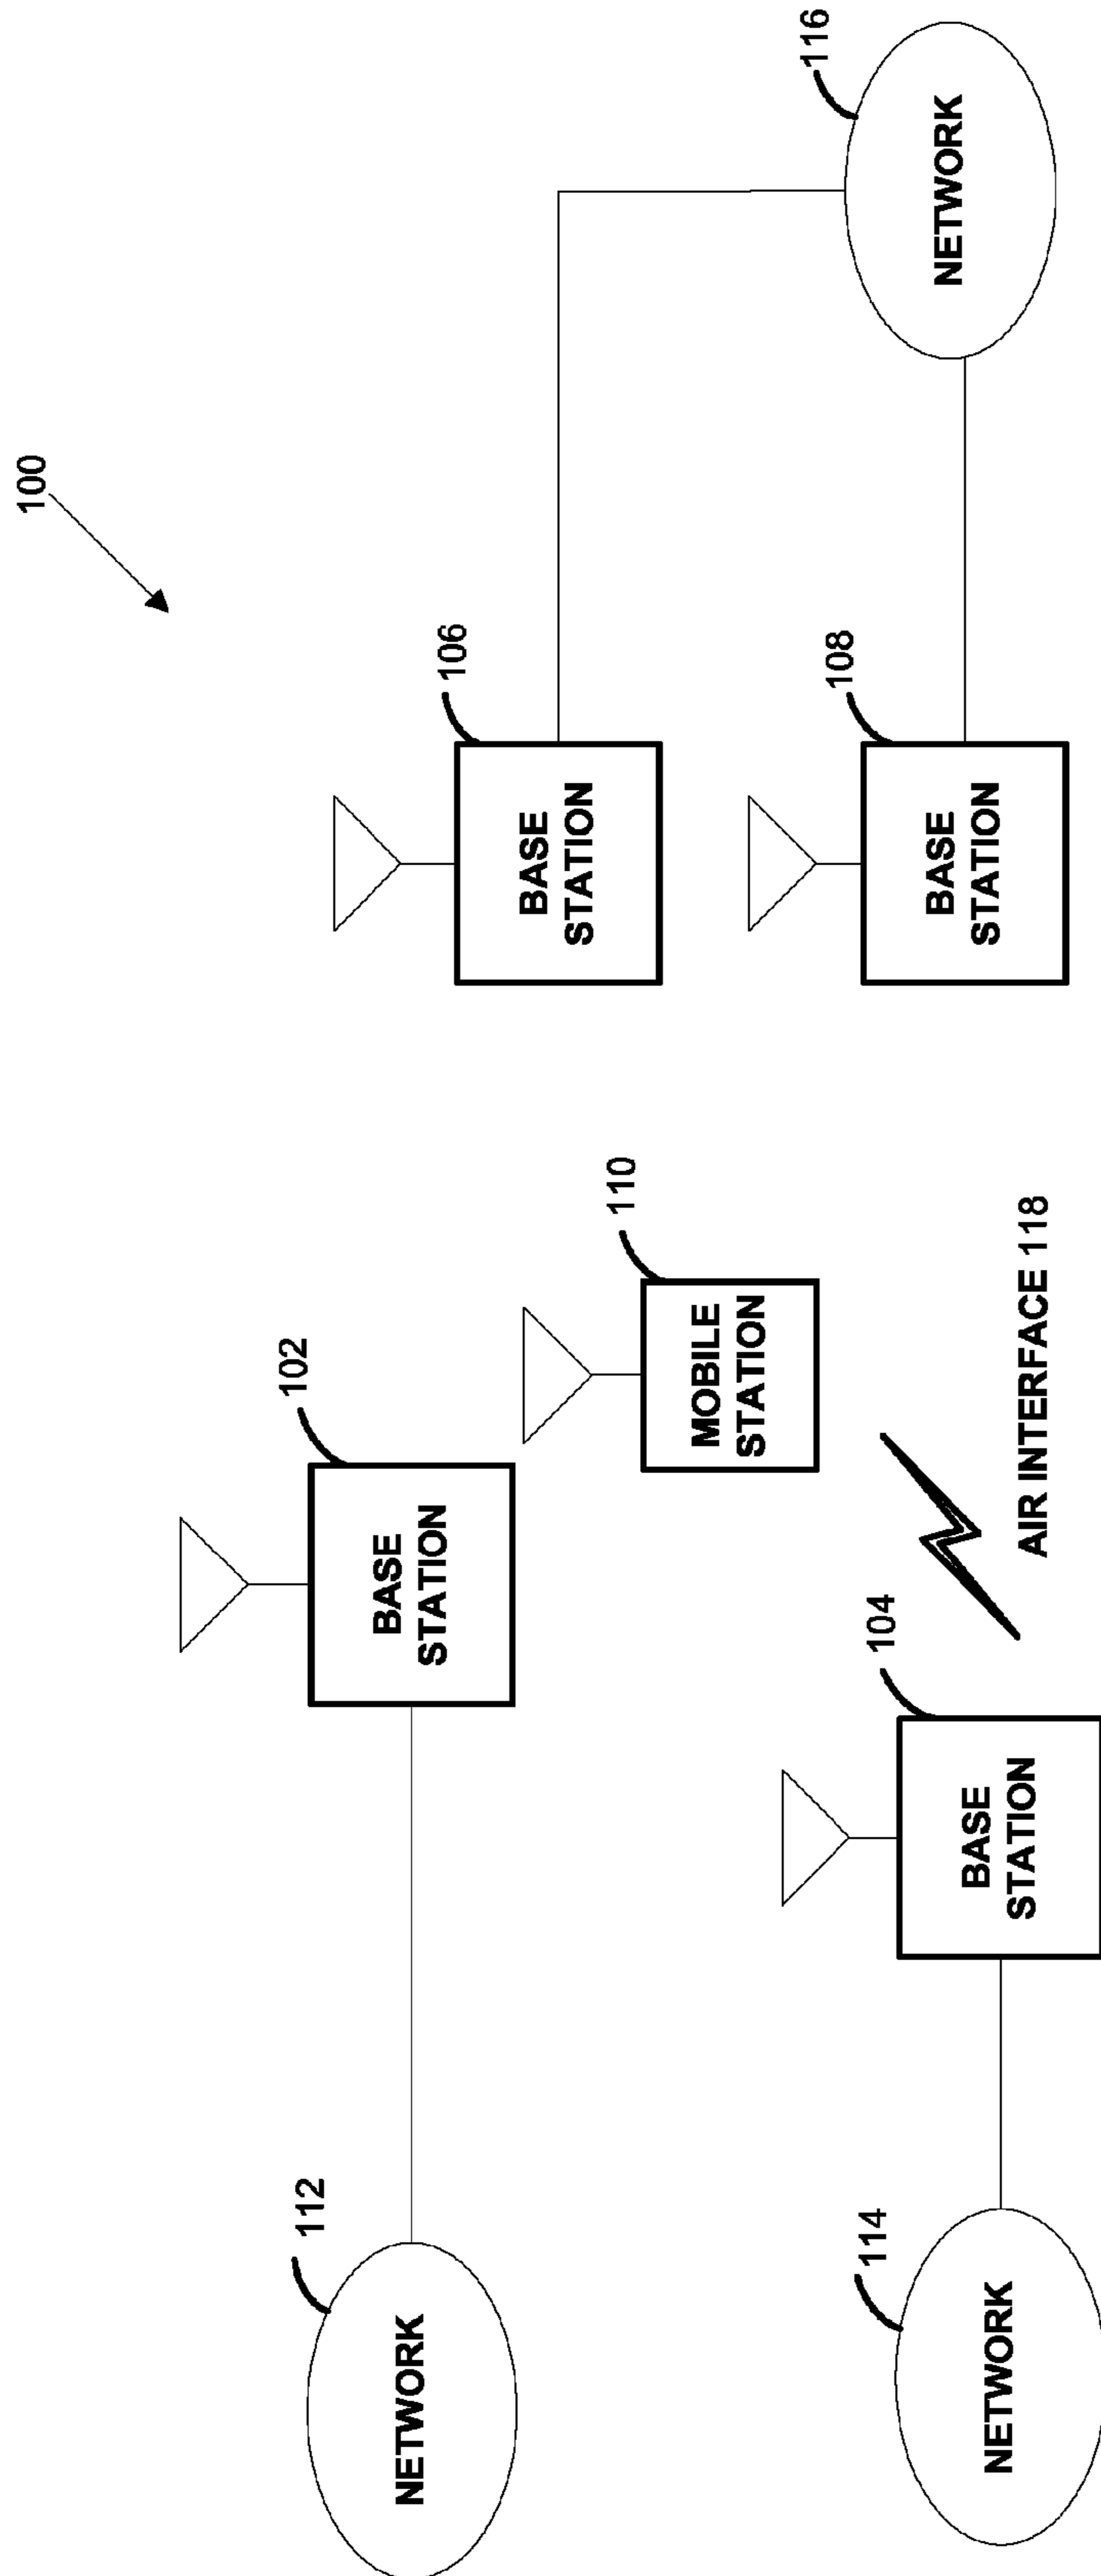 100
102
BASE
STATION
112
NETWORK
106
BASE
STATION
110
MOBILE
STATION
116
NETWORK
108
BASE
STATION
104
BASE
STATION
114
NETWORK
AIR INTERFACE 118